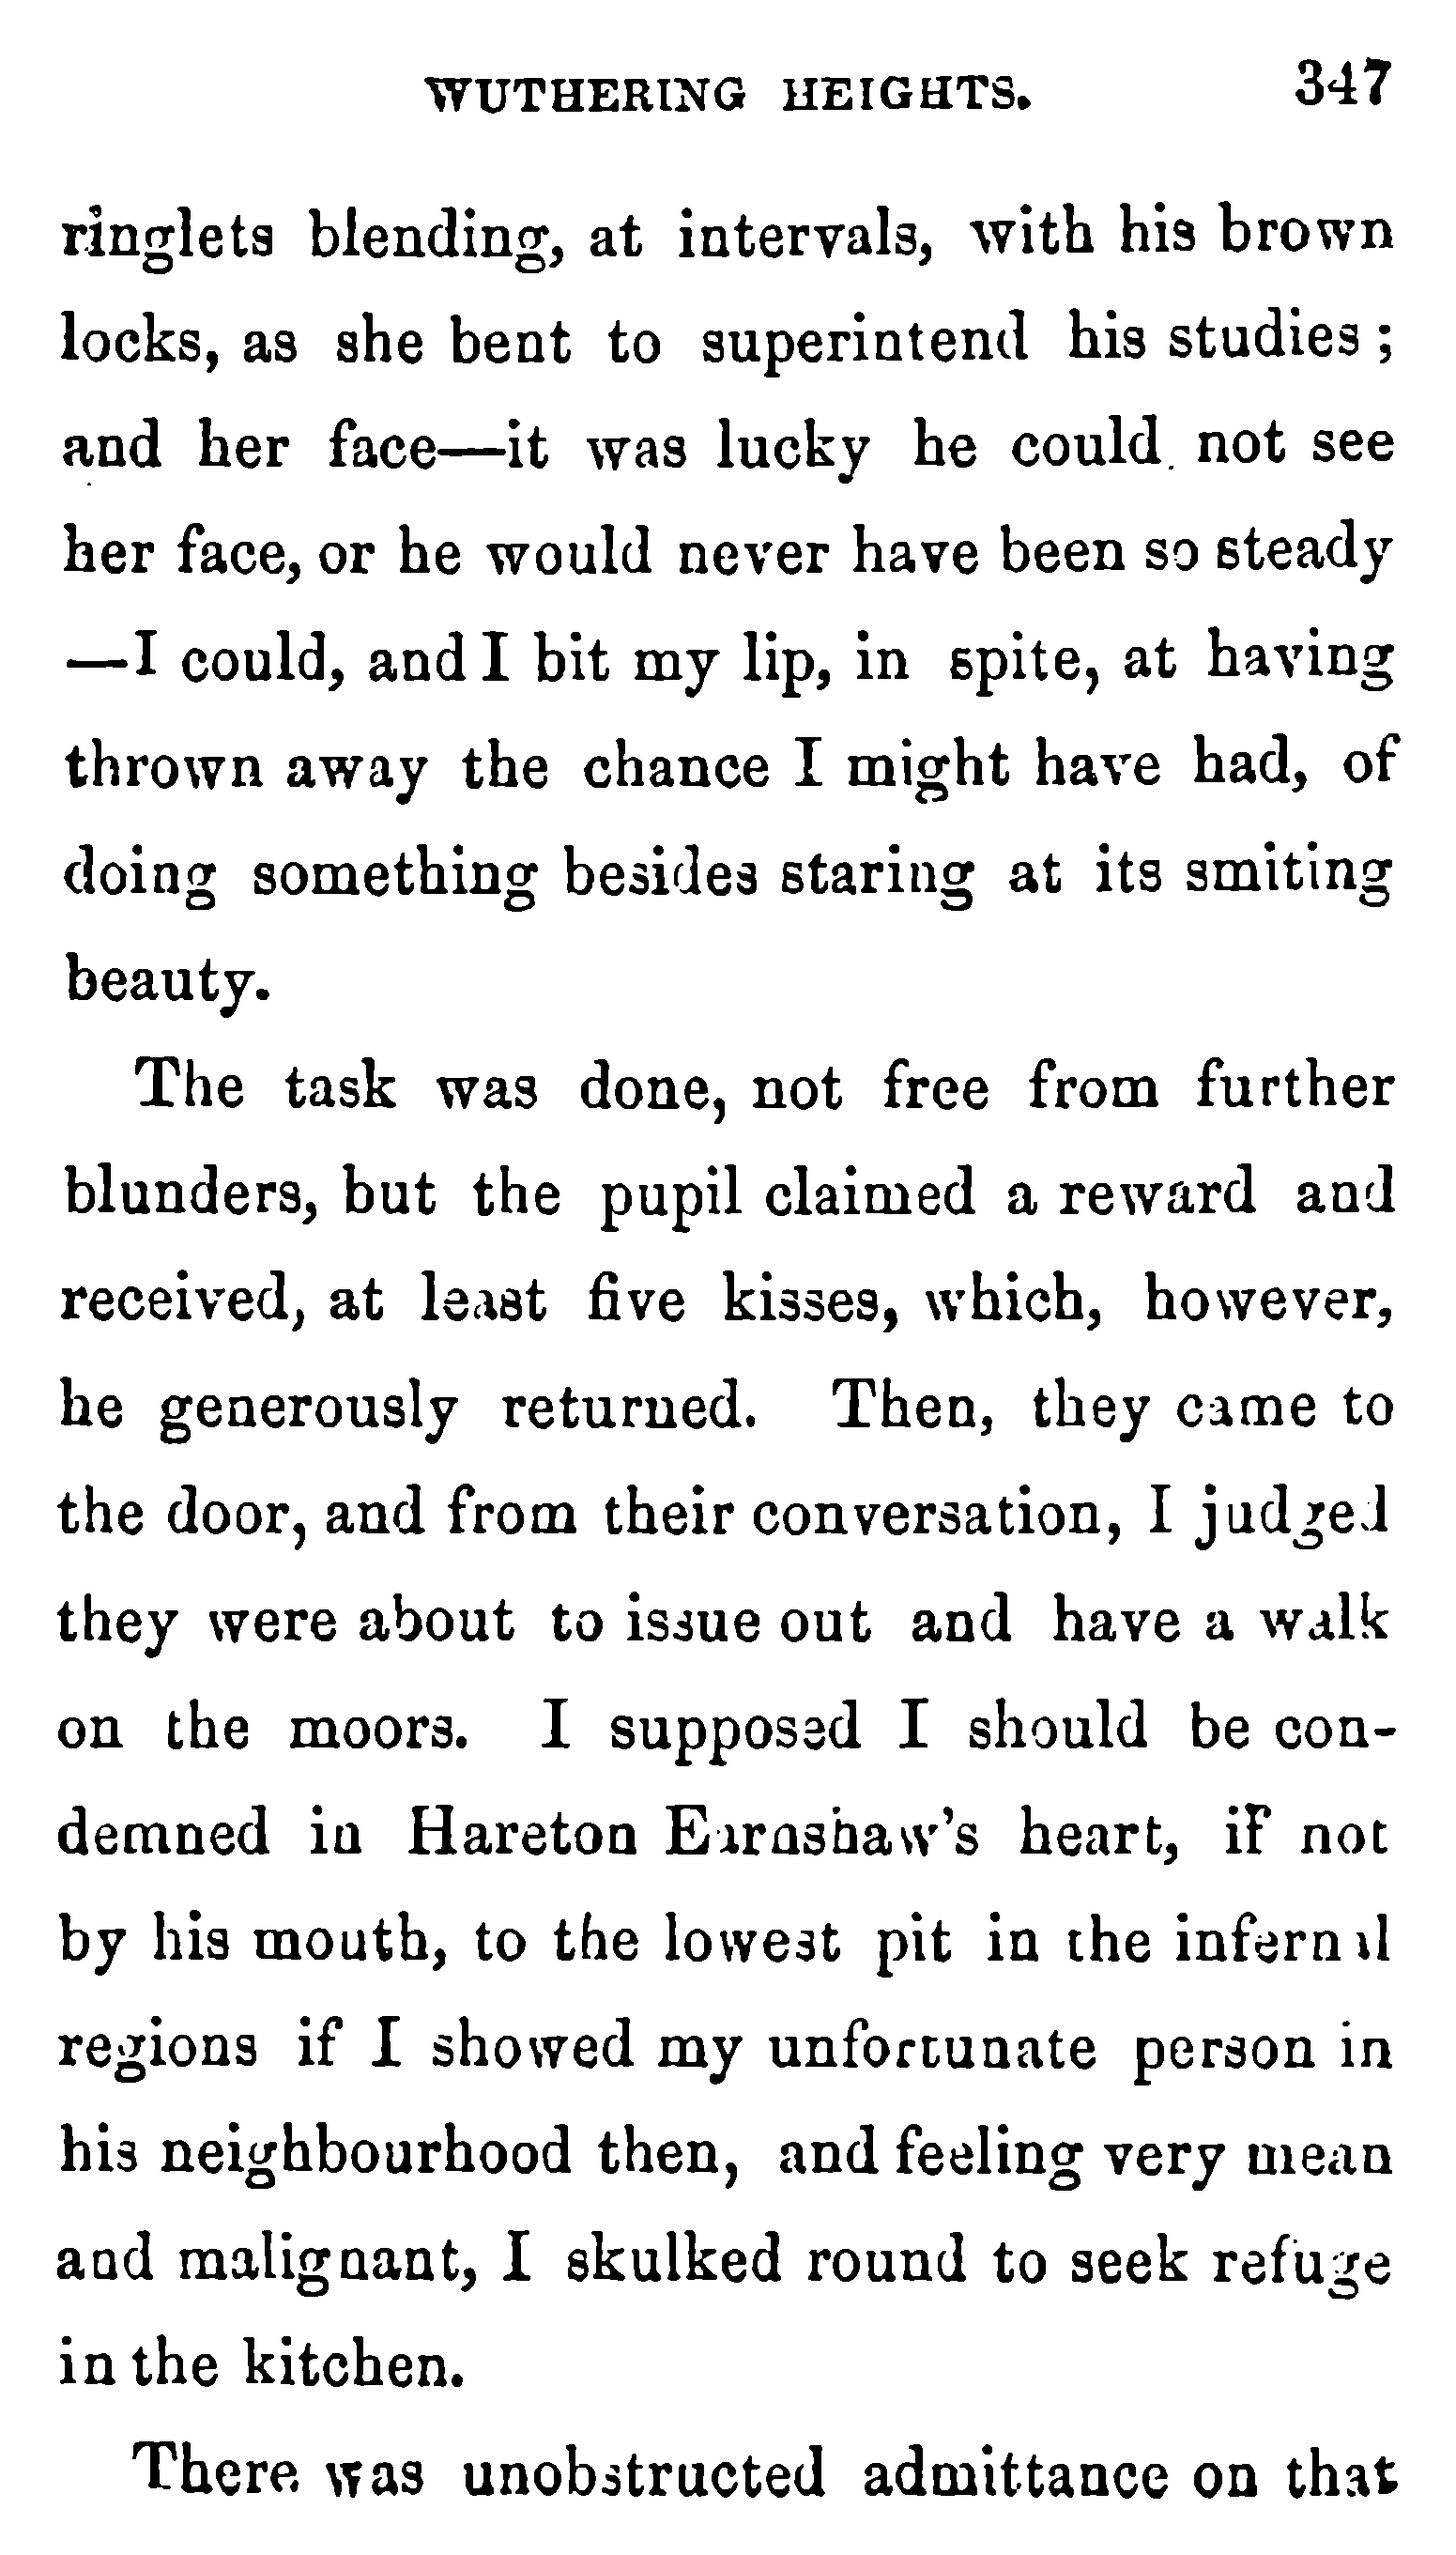 WUTHERING HEIGHTS. 347
ringlets blending, at intervals, with his brown
locks, as she bent to superintend his studies ;
and her face—it was lucky he could not see
her face, or he would never have been so steady
—I could, and I bit my lip, in spite, at having
thrown away the chance I might have had, of
doing something besides staring at its smiting
beauty.
The task was done, not free from further
blunders, but the pupil claimed a reward and
received, at least five kisses, which, however,
he generously returned. Then, they came to
the door, and from their conversation, I judged
they were about to issue out and have a walk
on the moors. I supposed I should be con-
demned in Hareton Earnshaw's heart, if not
by his mouth, to the lowest pit in the infernal
regions if I showed my unfortunate person in
his neighbourhood then, and feeling very mean
and malignant, I skulked round to seek refuge
in the kitchen.
There was unobstructed admittance on that